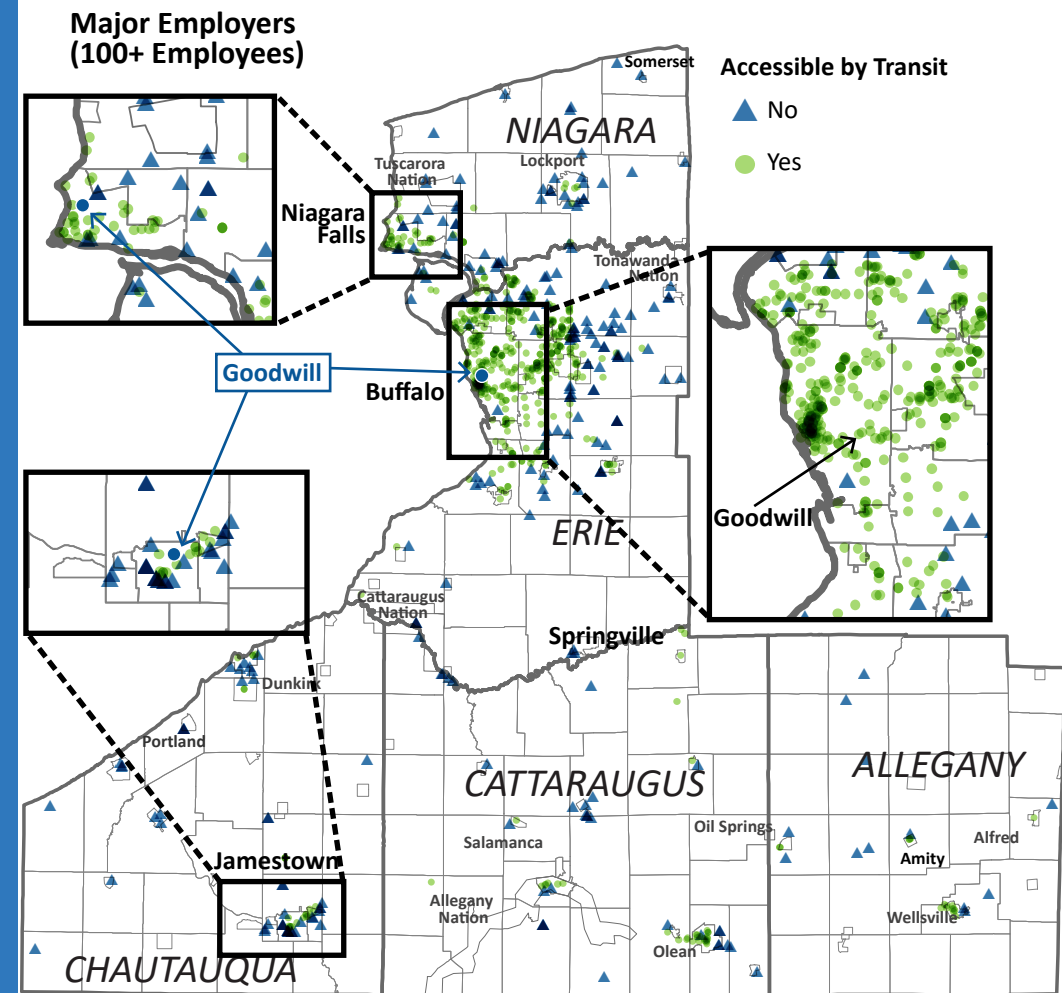 Major Employers
(100+ Employees)
Accessible by Transit
No
Yes
Somerset
NIAGARA
Tuscarora
Nation
Lockport
Niagara
Falls
Tonawanda
Nation
Goodwill
Buffalo
Goodwill
ERIE
Cattaraugus
Nation
Springville
Dunkirk
Portland
CATTARAUGUS
ALLEGANY
Oil Springs
Salamanca
Alfred
Amity
Jamestown
Allegany
Nation
Wellsville
Olean
CHAUTAUQUA